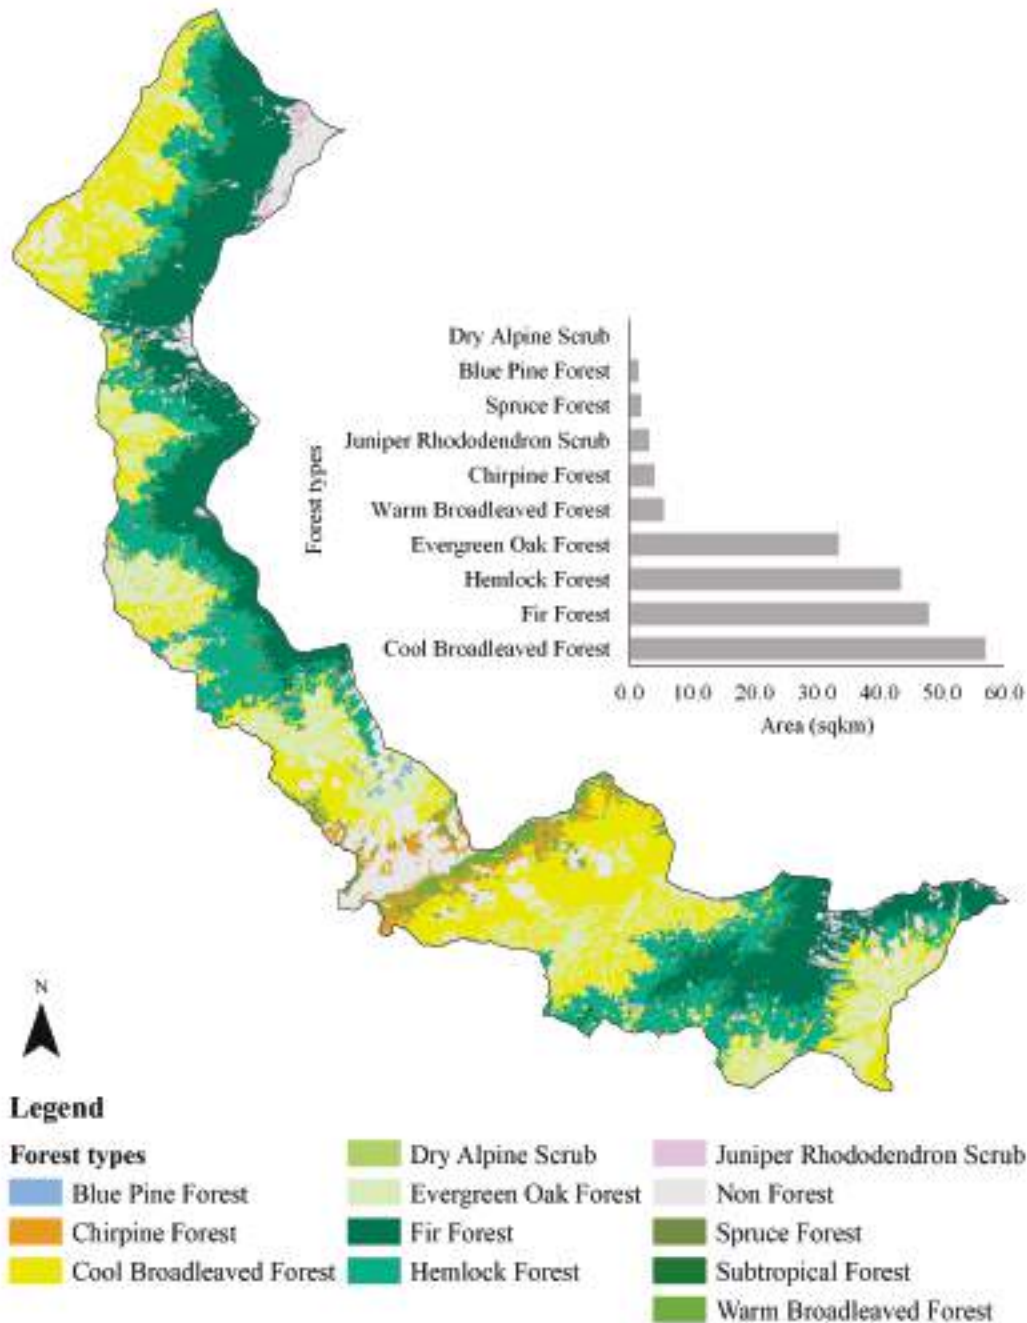 Dry Alpine Scrub
Blue Pine Forest
Spruce Forest
Juniper Rhododendron Scrub
Chirpine Forest
Warm Broadleaved Forest
Evergreen Oak Forest
Hemlock Forest
Fir Forest
Cool Broadleaved Forest
Forest types
0.0 10.0 20.0 30.0 40.0 50.0 60.0
Area (sqkm)
N
Legend
Forest types
Blue Pine Forest
Chirpine Forest
Cool Broadleaved Forest
Dry Alpine Scrub
Evergreen Oak Forest
Fir Forest
Hemlock Forest
Juniper Rhododendron Scrub
Non Forest
Spruce Forest
Subtropical Forest
Warm Broadleaved Forest